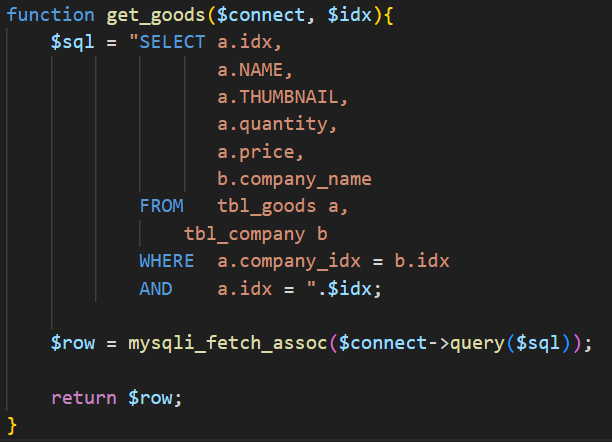 function get_goods($connect, $idx){
$sql = "SELECT a.idx,
a.NAME,
a.THUMBNAIL,
a.quantity,
a.price,
b.company_name
FROM tbl_goods a,
tbl_company b
WHERE a.company_idx = b.idx
AND a.idx = ".$idx;
$row = mysqli_fetch_assoc($connect->query($sql));
return $row;
}